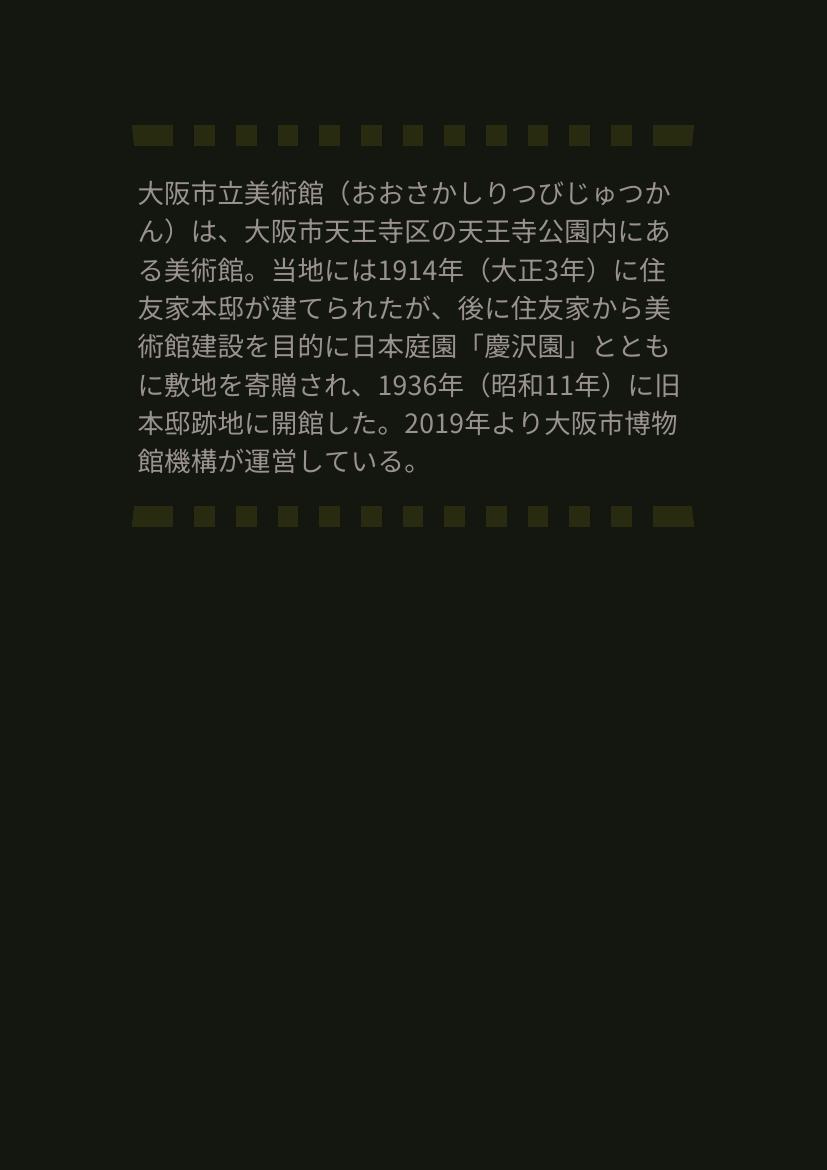 大阪市立美術館（おおさかしりつびじゅつか
ん）は、大阪市天王寺区の天王寺公園内にあ
る美術館。当地には1914年（大正3年）に住
友家本邸が建てられたが、後に住友家から美
術館建設を目的に日本庭園「慶沢園」ととも
に敷地を寄贈され、1936年（昭和11年）に旧
本邸跡地に開館した。2019年より大阪市博物
館機構が運営している。